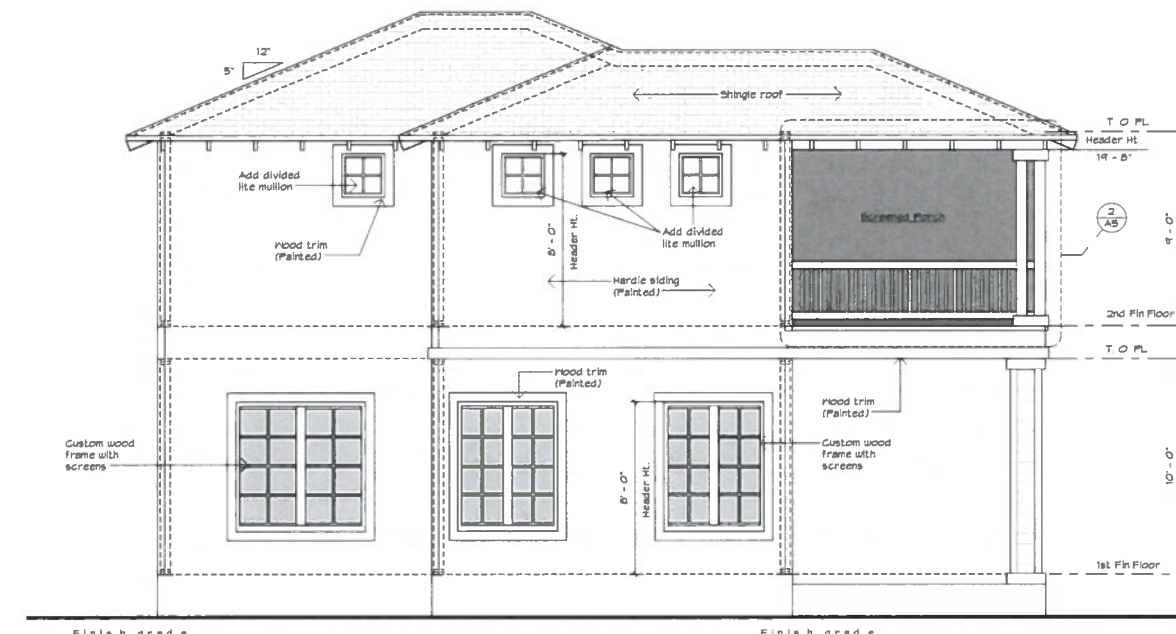 12"
5"
Shingle roof
T O PL
Header Ht.
19 - 8"
Add divided
lite mullion
Wood trim
(Painted)
8' - 0"
Header Ht.
Add divided
lite mullion
Hardie siding
(Painted)
Screened Porch
2
A5
9' - 0"
2nd Fin Floor
T. O PL
Wood trim
(Painted)
Wood trim
(Painted)
Custom wood
frame with
screens
8' - 0"
Header Ht.
Custom wood
frame with
screens
10' - 0"
1st Fin Floor
Finish grade
Finish grade